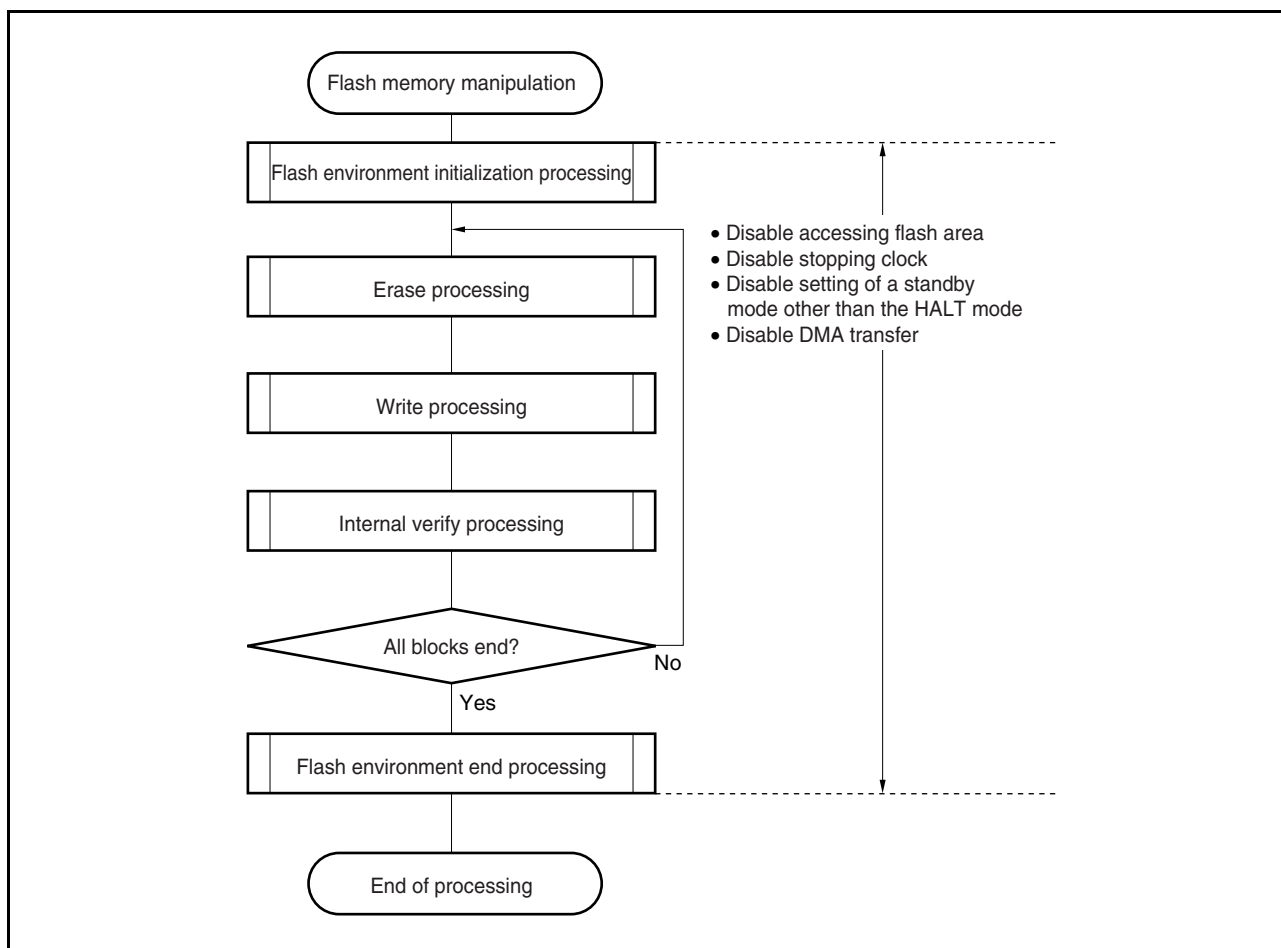 Flash memory manipulation
Flash environment initialization processing
• Disable accessing flash area
• Disable stopping clock
• Disable setting of a standby
mode other than the HALT mode
• Disable DMA transfer
Erase processing
Write processing
Internal verify processing
All blocks end?
No
Yes
Flash environment end processing
End of processing